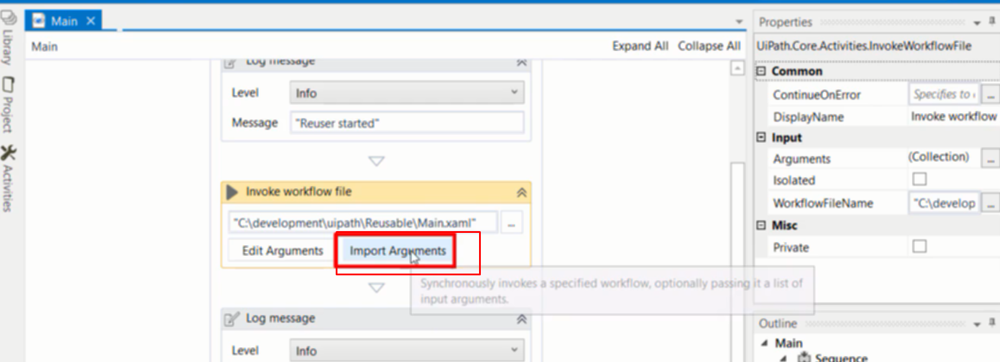 Library
Project
Activities
Main
Main
Expand All Collapse All
Log message
Level
Info
Message
"Reuser started"
Invoke workflow file
"C:\development\uipath\Reusable\Main.xaml"
...
Edit Arguments
Import Arguments
Synchronously invokes a specified workflow, optionally passing it a list of
input arguments.
Log message
Level
Info
Properties
UiPath.Core.Activities.InvokeWorkflowFile
Common
ContinueOnError
Specifies to
...
DisplayName
Invoke workflow
Input
Arguments
(Collection)
...
Isolated
WorkflowFileName
"C:\develop
...
Misc
Private
Outline
Main
Sequence